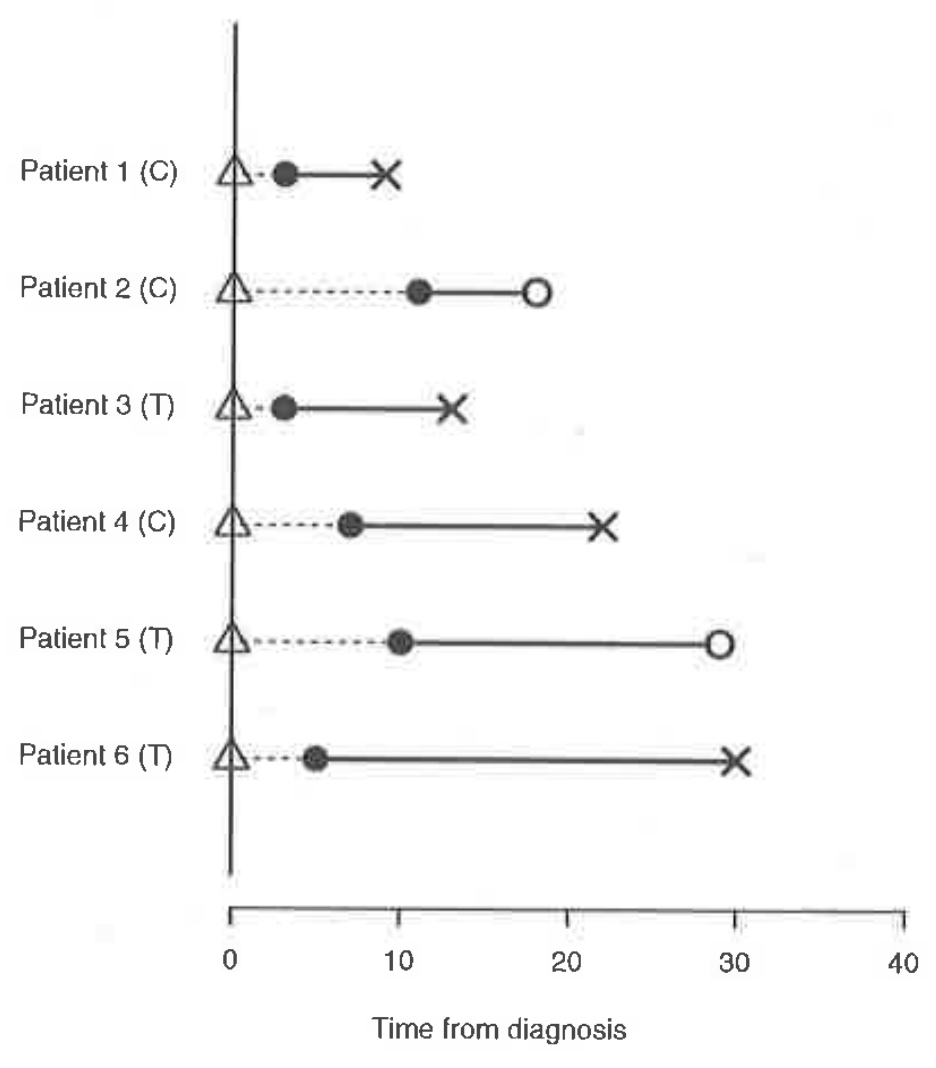 Patient 1 (C)
Patient 2 (C)
Patient 3 (T)
Patient 4 (C)
Patient 5 (T)
Patient 6 (T)
0 10 20 30 40
Time from diagnosis